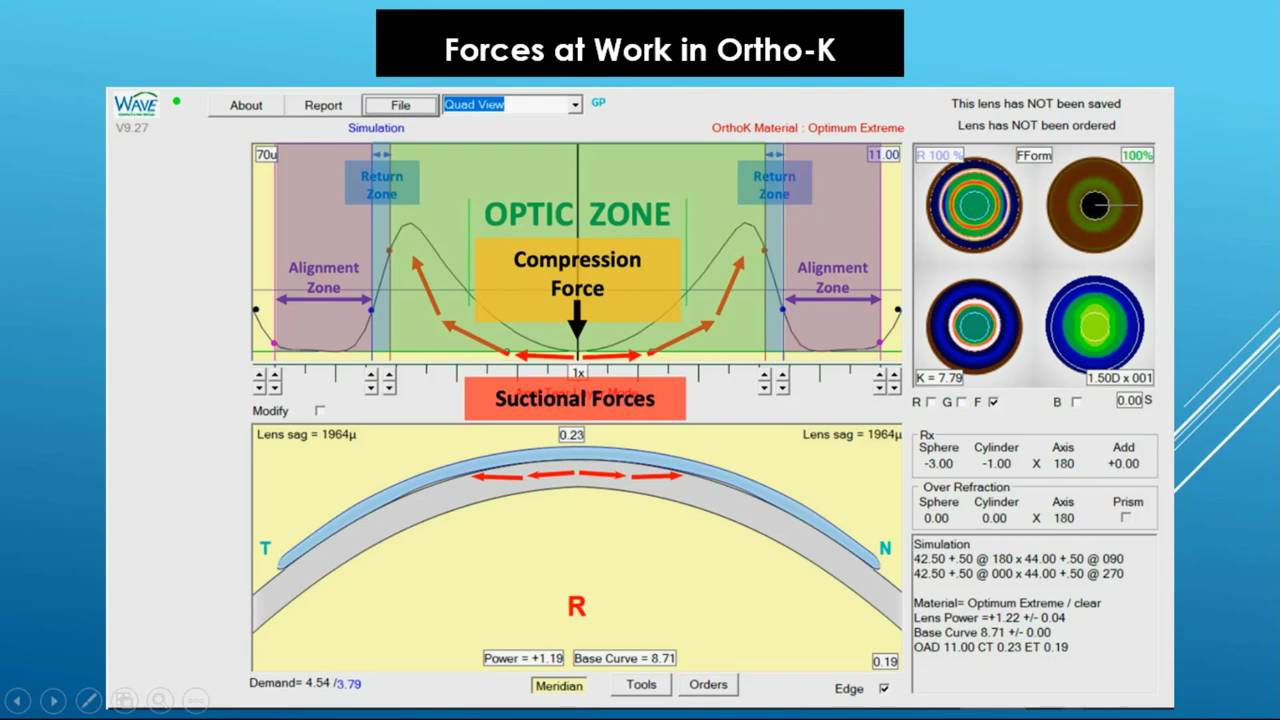 Forces at Work in Ortho-K
WAVE
V9.27
About
Report
File
Quad View
GP
This lens has NOT been saved
Lens has NOT been ordered
Simulation
OrthoK Material : Optimum Extreme
70u
11.00
Return
Zone
Return
Zone
OPTIC ZONE
Compression
Force
Alignment
Zone
Alignment
Zone
1x
Suctional Forces
R 100 %
FForm
100%
K = 7.79
1.50D x 001
R G F B 0.00 S
Modify
Lens sag = 1964µ
0.23
Lens sag = 1964µ
T
N
R
Power = +1.19
Base Curve = 8.71
0.19
Demand= 4.54 /3.79
Meridian
Tools
Orders
Edge
Rx
Sphere Cylinder Axis Add
-3.00 -1.00 X 180 +0.00
Over Refraction
Sphere Cylinder Axis Prism
0.00 0.00 X 180
Simulation
42.50 +.50 @ 180 x 44.00 +.50 @ 090
42.50 +.50 @ 000 x 44.00 +.50 @ 270
Material= Optimum Extreme / clear
Lens Power =+1.22 +/- 0.04
Base Curve 8.71 +/- 0.00
OAD 11.00 CT 0.23 ET 0.19